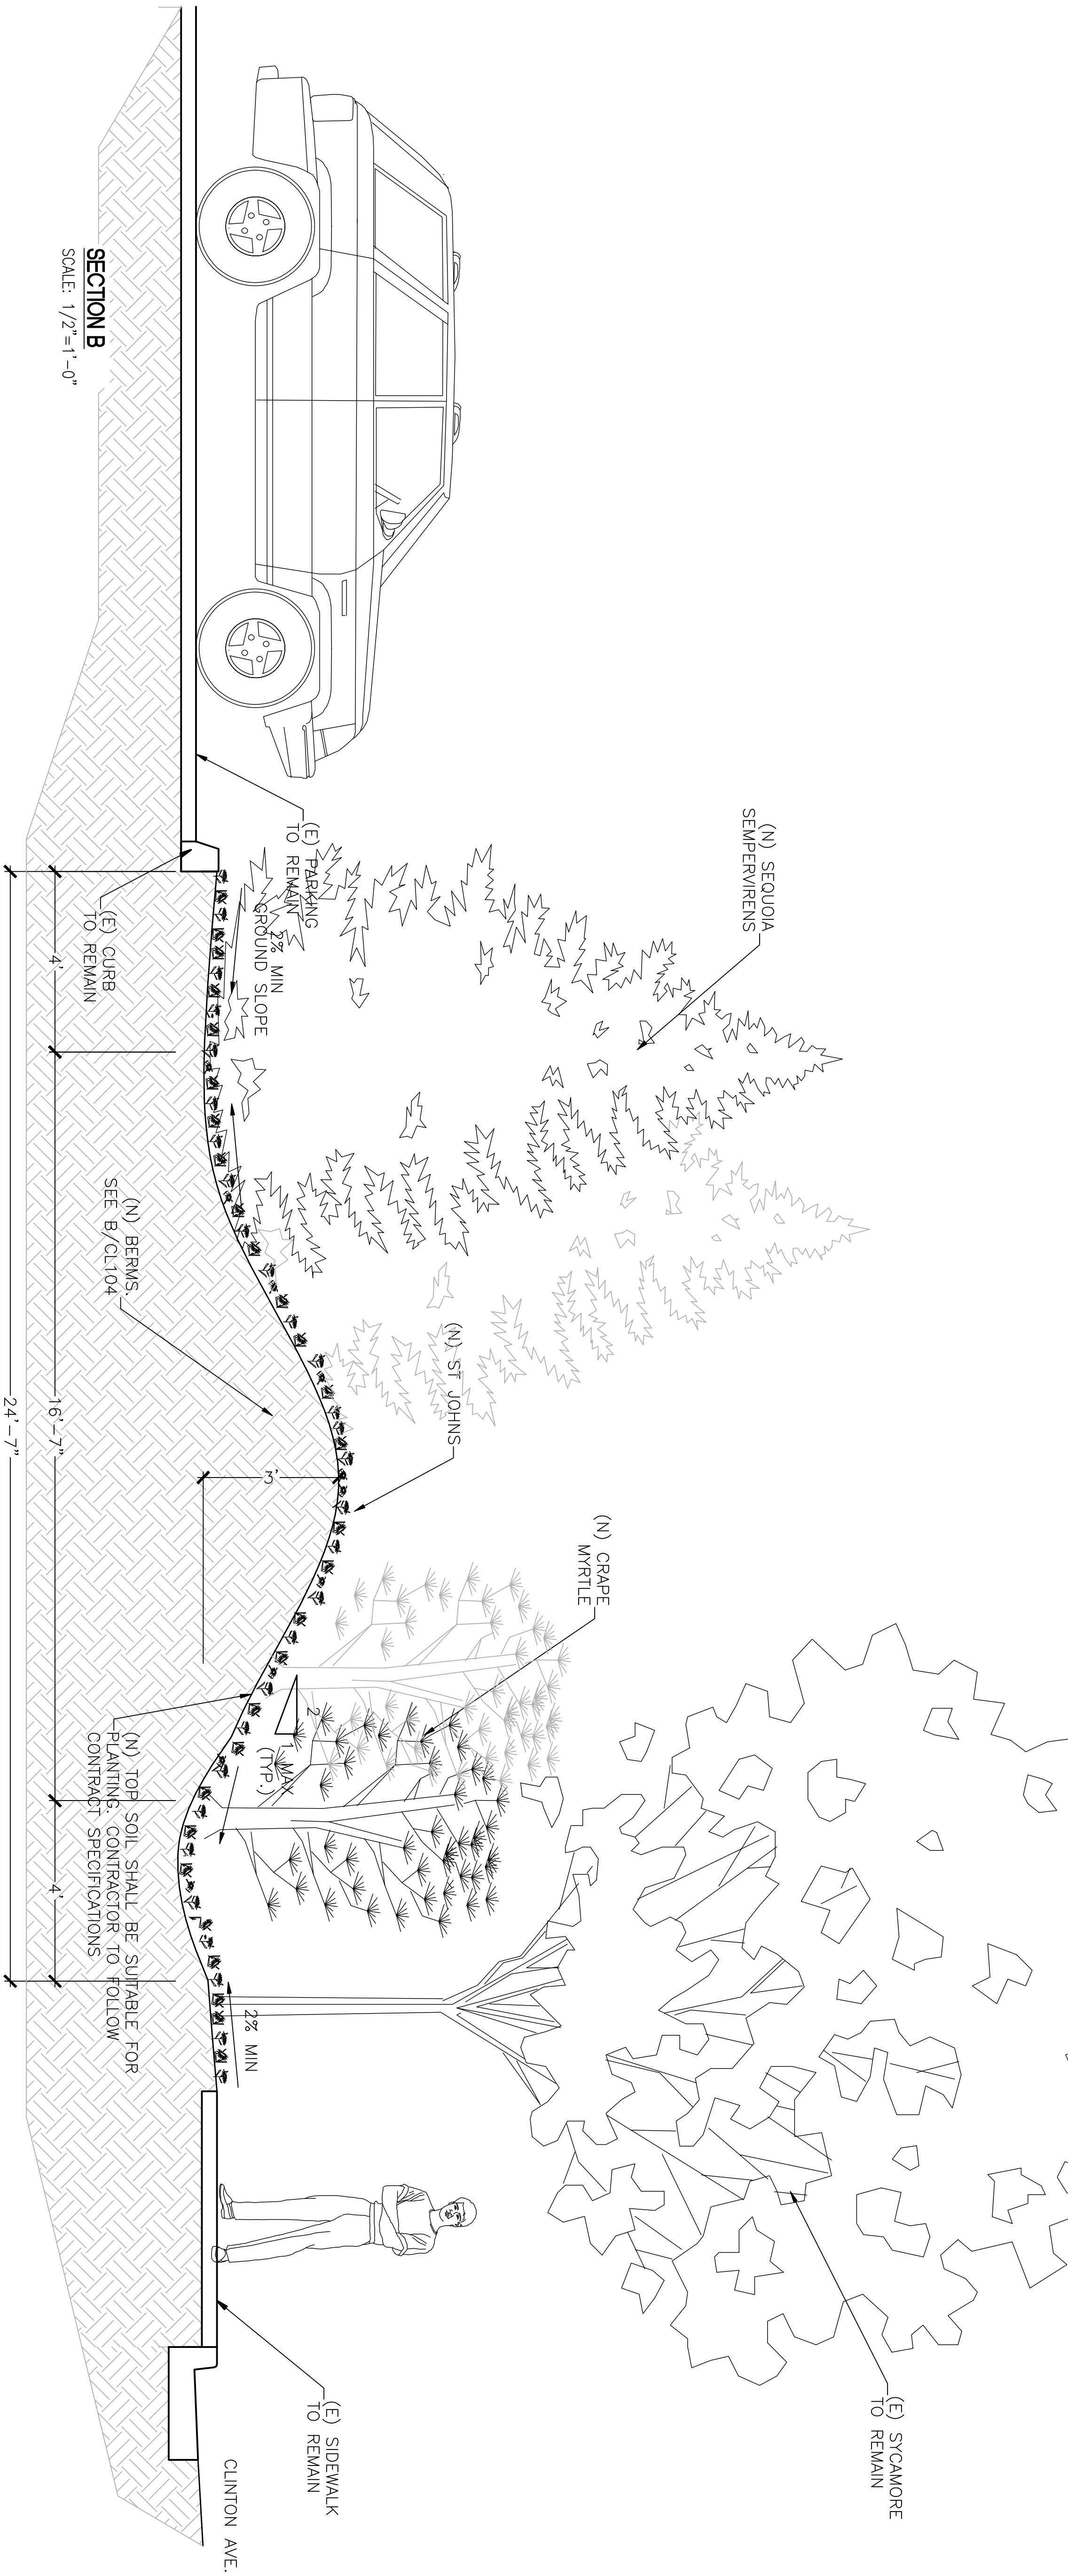 (E) SYCAMORE
TO REMAIN
(N) SEQUOIA
SEMPERVIRENS
(N) CRAPE
MYRTLE
(N) ST JOHNS
(E) PARKING
TO REMAIN
2% MIN
GROUND SLOPE
2
1 MAX
(TYP.)
3'
2% MIN
(E) SIDEWALK
TO REMAIN
CLINTON AVE.
(E) CURB
TO REMAIN
(N) BERMS.
SEE B/CL104
(N) TOP SOIL SHALL BE SUITABLE FOR
PLANTING. CONTRACTOR TO FOLLOW
CONTRACT SPECIFICATIONS
4'
16'-7"
4'
24'-7"
SECTION B
SCALE: 1/2"=1'-0"